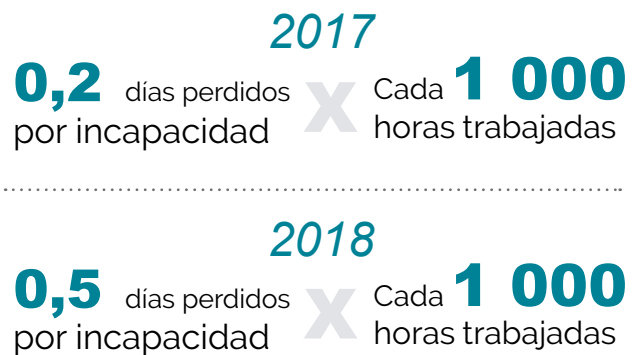 2017
0,2 días perdidos X Cada 1 000
por incapacidad horas trabajadas
2018
0,5 días perdidos X Cada 1 000
por incapacidad horas trabajadas